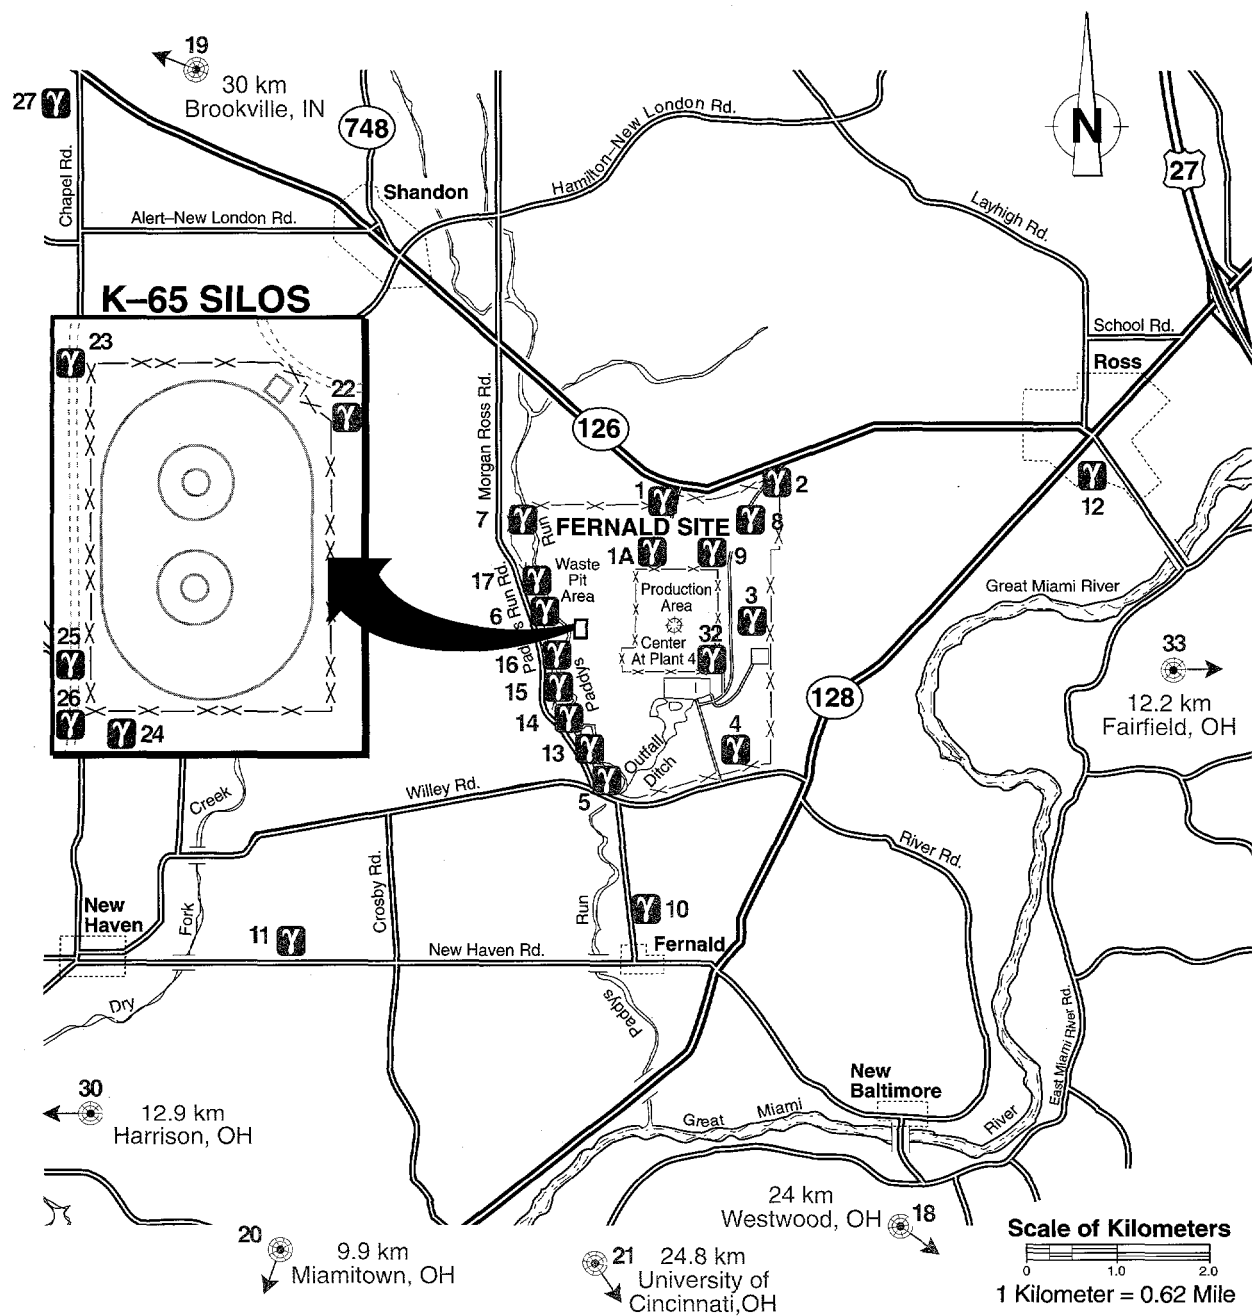 19
30 km
Brookville, IN
27
γ
748
Hamilton–New London Rd.
N
27
Chapel Rd.
Shandon
Alert–New London Rd.
Layhigh Rd.
K–65 SILOS
School Rd.
Ross
23
γ
22
γ
Morgan Ross Rd.
126
1
γ
γ
2
γ
12
7
γ
Run
FERNALD SITE
γ
8
1A
γ
γ
9
17
γ
Waste
Pit
Area
Production
Area
Great Miami River
6
γ
Paddys Run Rd.
3
γ
Center
At Plant 4
32
γ
25
γ
16
γ
33
12.2 km
Fairfield, OH
15
γ
Paddys
128
26
γ
γ
24
14
γ
13
γ
Outfall
Ditch
4
γ
5
γ
Willey Rd.
Creek
River Rd.
Crosby Rd.
New
Haven
Fork
11
γ
Run
γ
10
New Haven Rd.
Fernald
Dry
Paddys
East Miami River Rd.
30
12.9 km
Harrison, OH
New
Baltimore
Great
Miami
River
24 km
Westwood, OH
18
20
9.9 km
Miamitown, OH
21
24.8 km
University of
Cincinnati,OH
Scale of Kilometers
0
1.0
2.0
1 Kilometer = 0.62 Mile